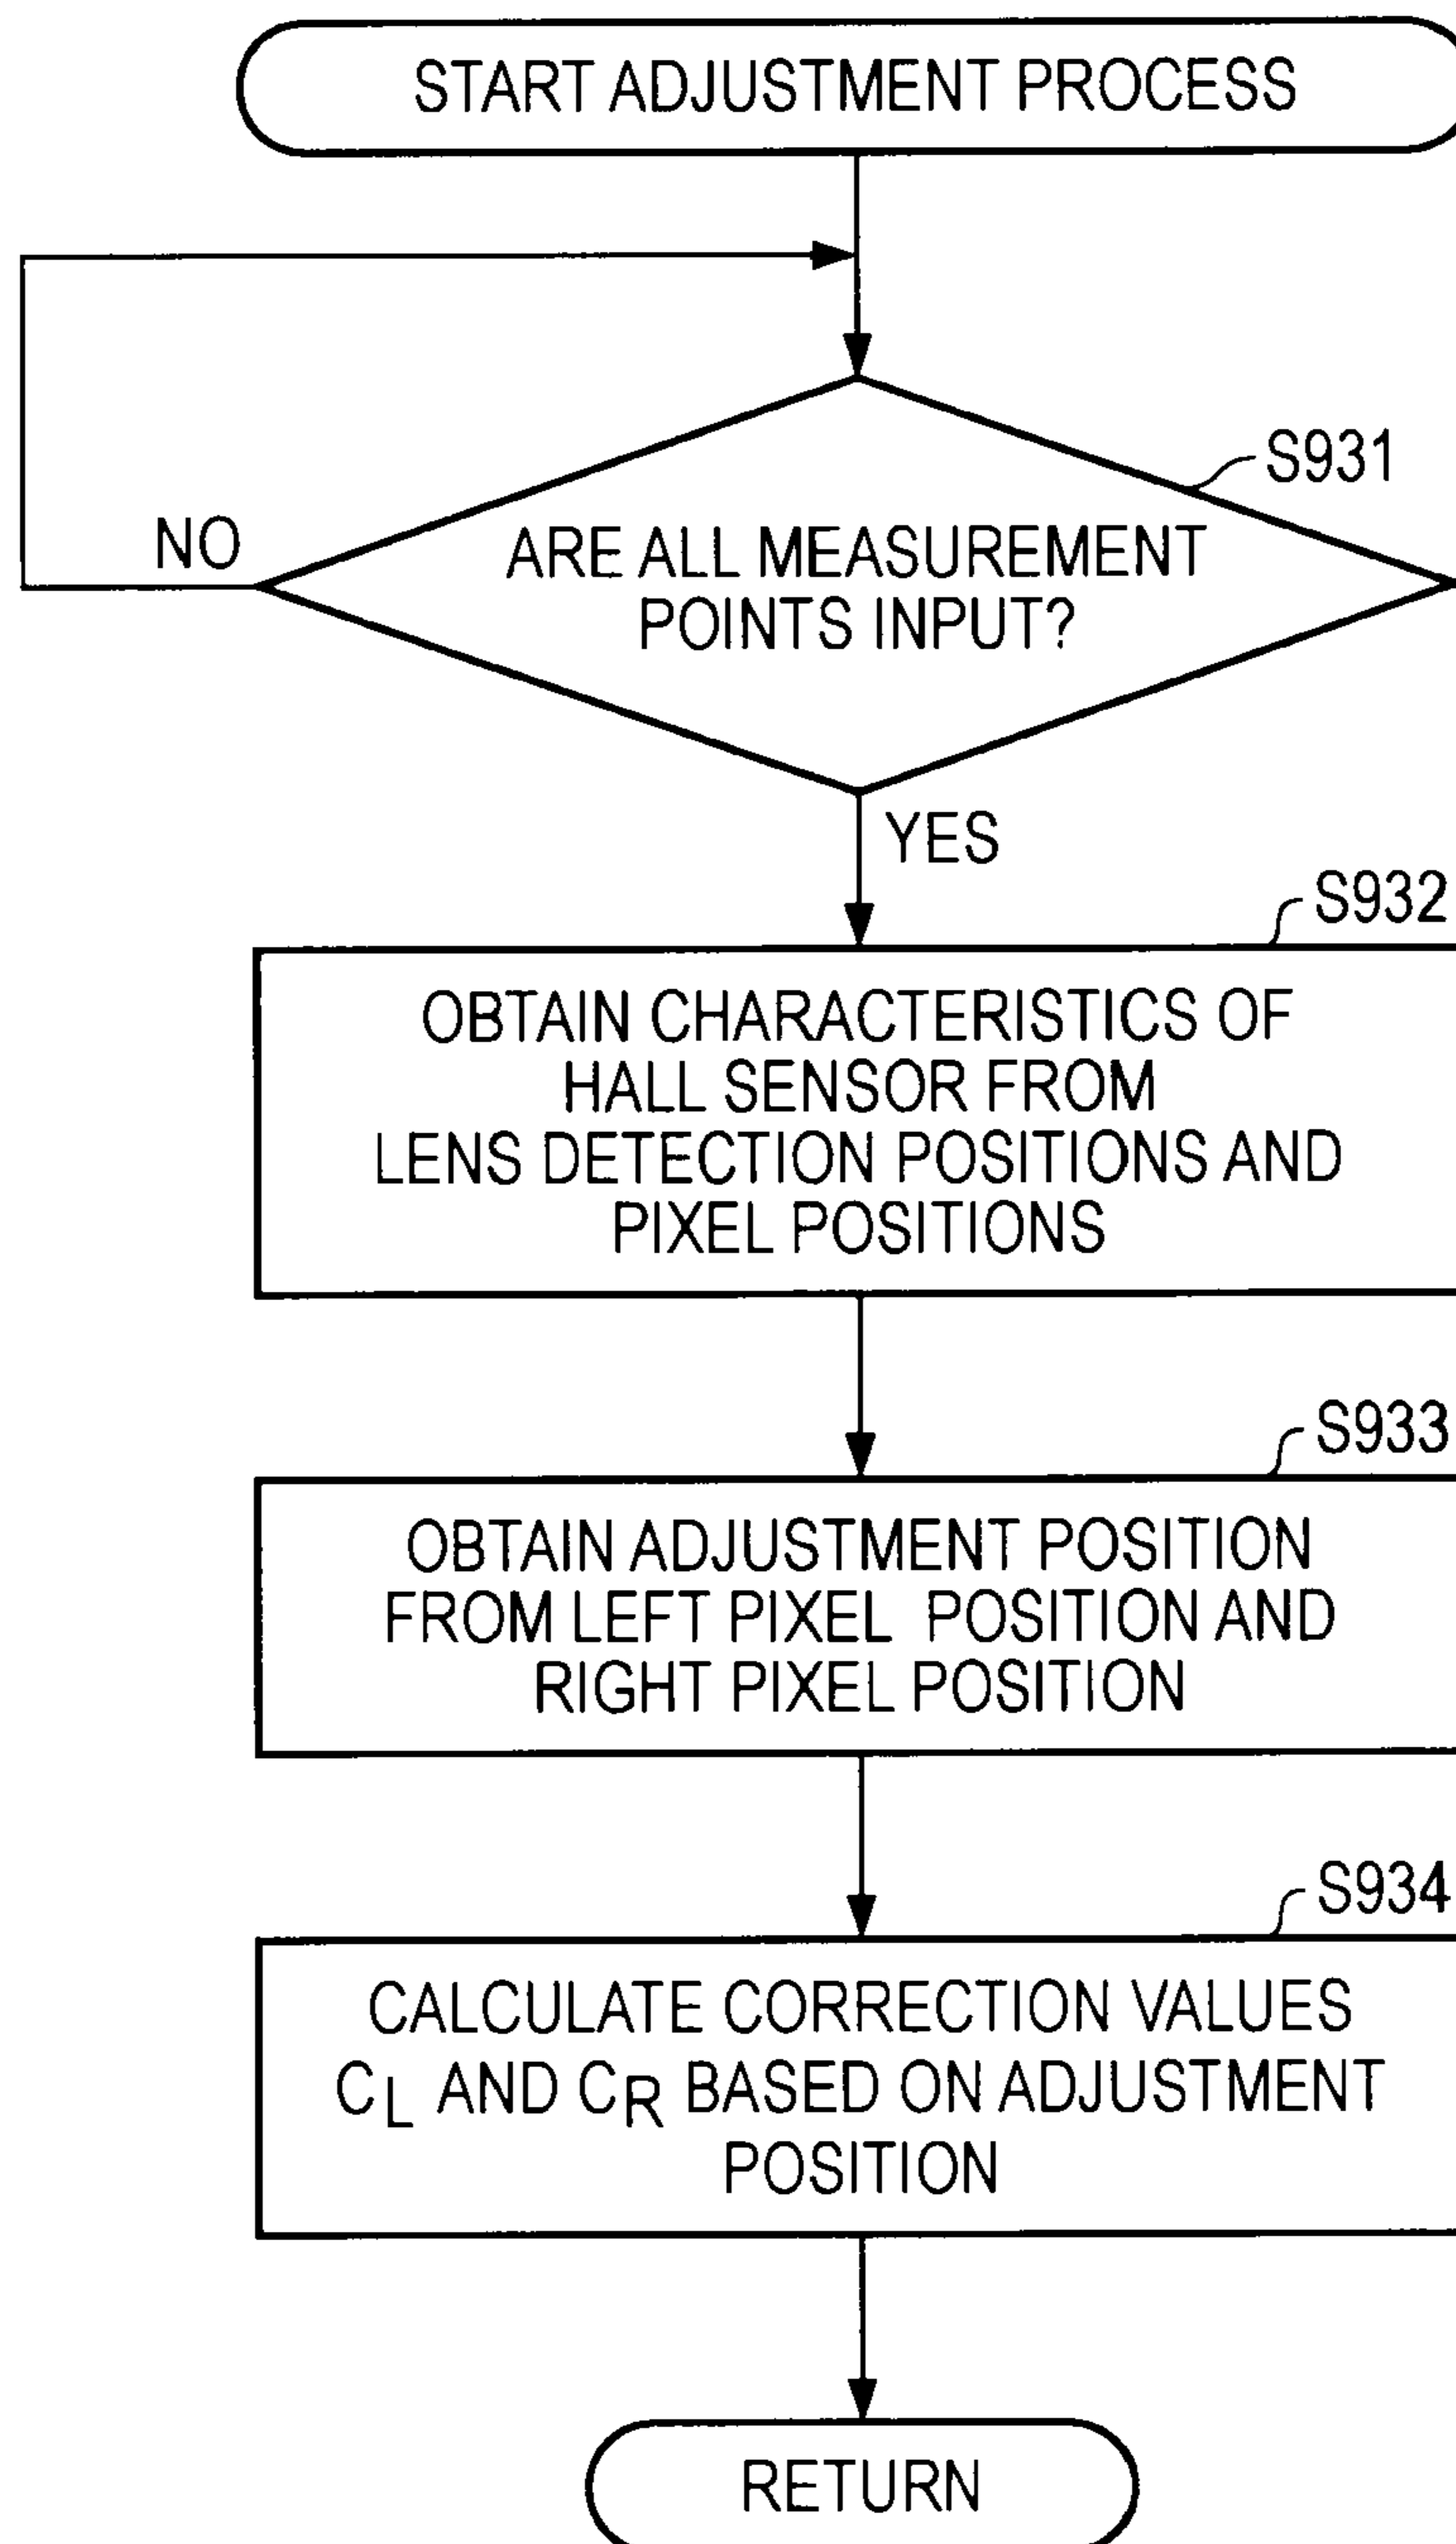 START ADJUSTMENT PROCESS
S931
ARE ALL MEASUREMENT
POINTS INPUT?
NO
YES
S932
OBTAIN CHARACTERISTICS OF
HALL SENSOR FROM
LENS DETECTION POSITIONS AND
PIXEL POSITIONS
S933
OBTAIN ADJUSTMENT POSITION
FROM LEFT PIXEL POSITION AND
RIGHT PIXEL POSITION
S934
CALCULATE CORRECTION VALUES
CL AND CR BASED ON ADJUSTMENT
POSITION
RETURN